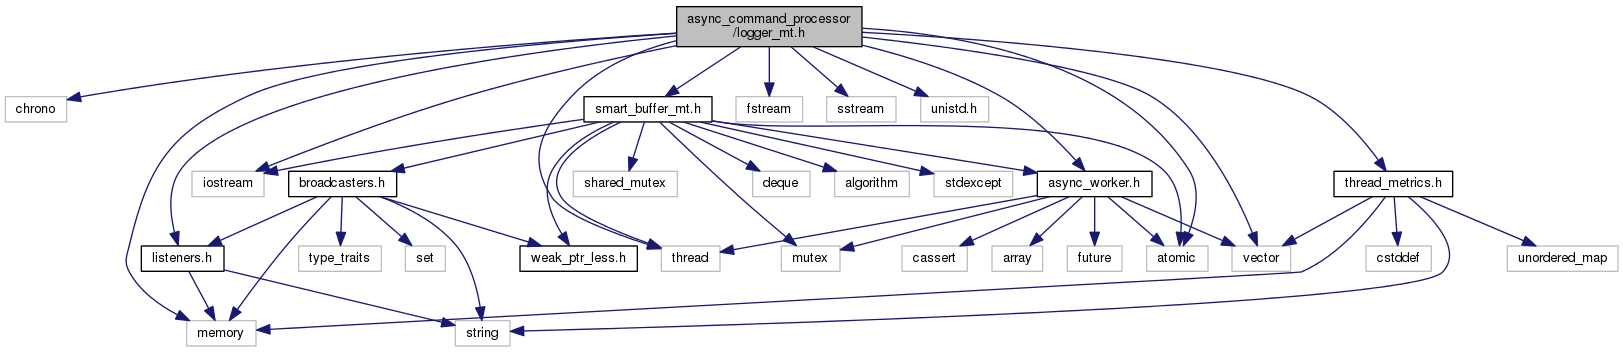 async_command_processor
/logger_mt.h
chrono
smart_buffer_mt.h
fstream
sstream
unistd.h
iostream
broadcasters.h
shared_mutex
deque
algorithm
stdexcept
async_worker.h
thread_metrics.h
listeners.h
type_traits
set
weak_ptr_less.h
thread
mutex
cassert
array
future
atomic
vector
cstddef
unordered_map
memory
string